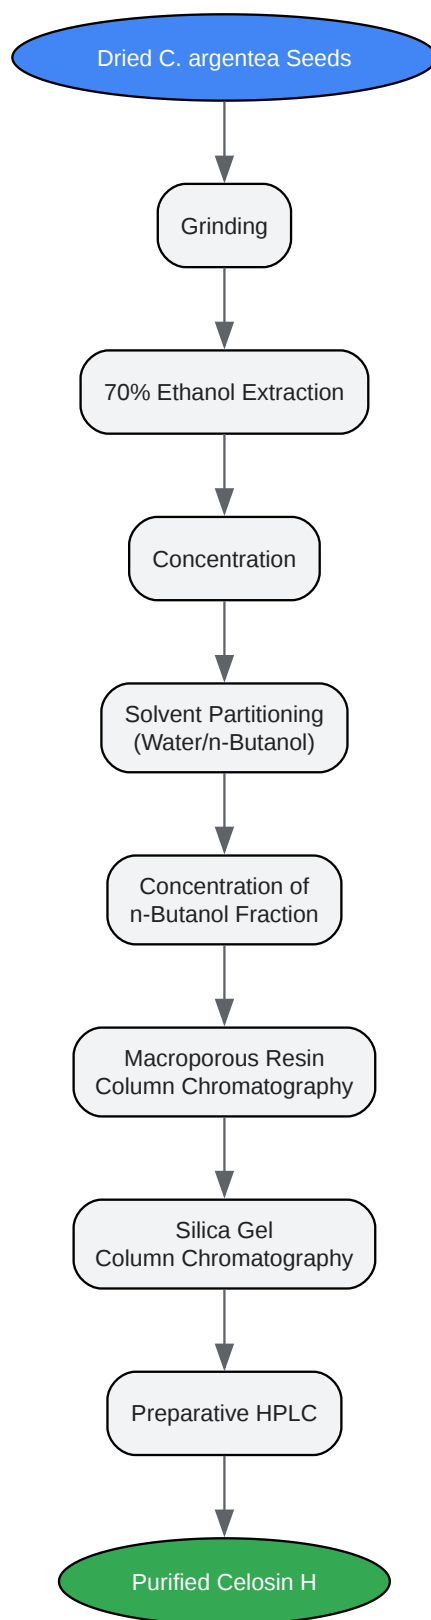 Dried C. argentea Seeds
Grinding
70% Ethanol Extraction
Concentration
Solvent Partitioning
(Water/n-Butanol)
Concentration of
n-Butanol Fraction
Macroporous Resin
Column Chromatography
Silica Gel
Column Chromatography
Preparative HPLC
Purified Celosin H